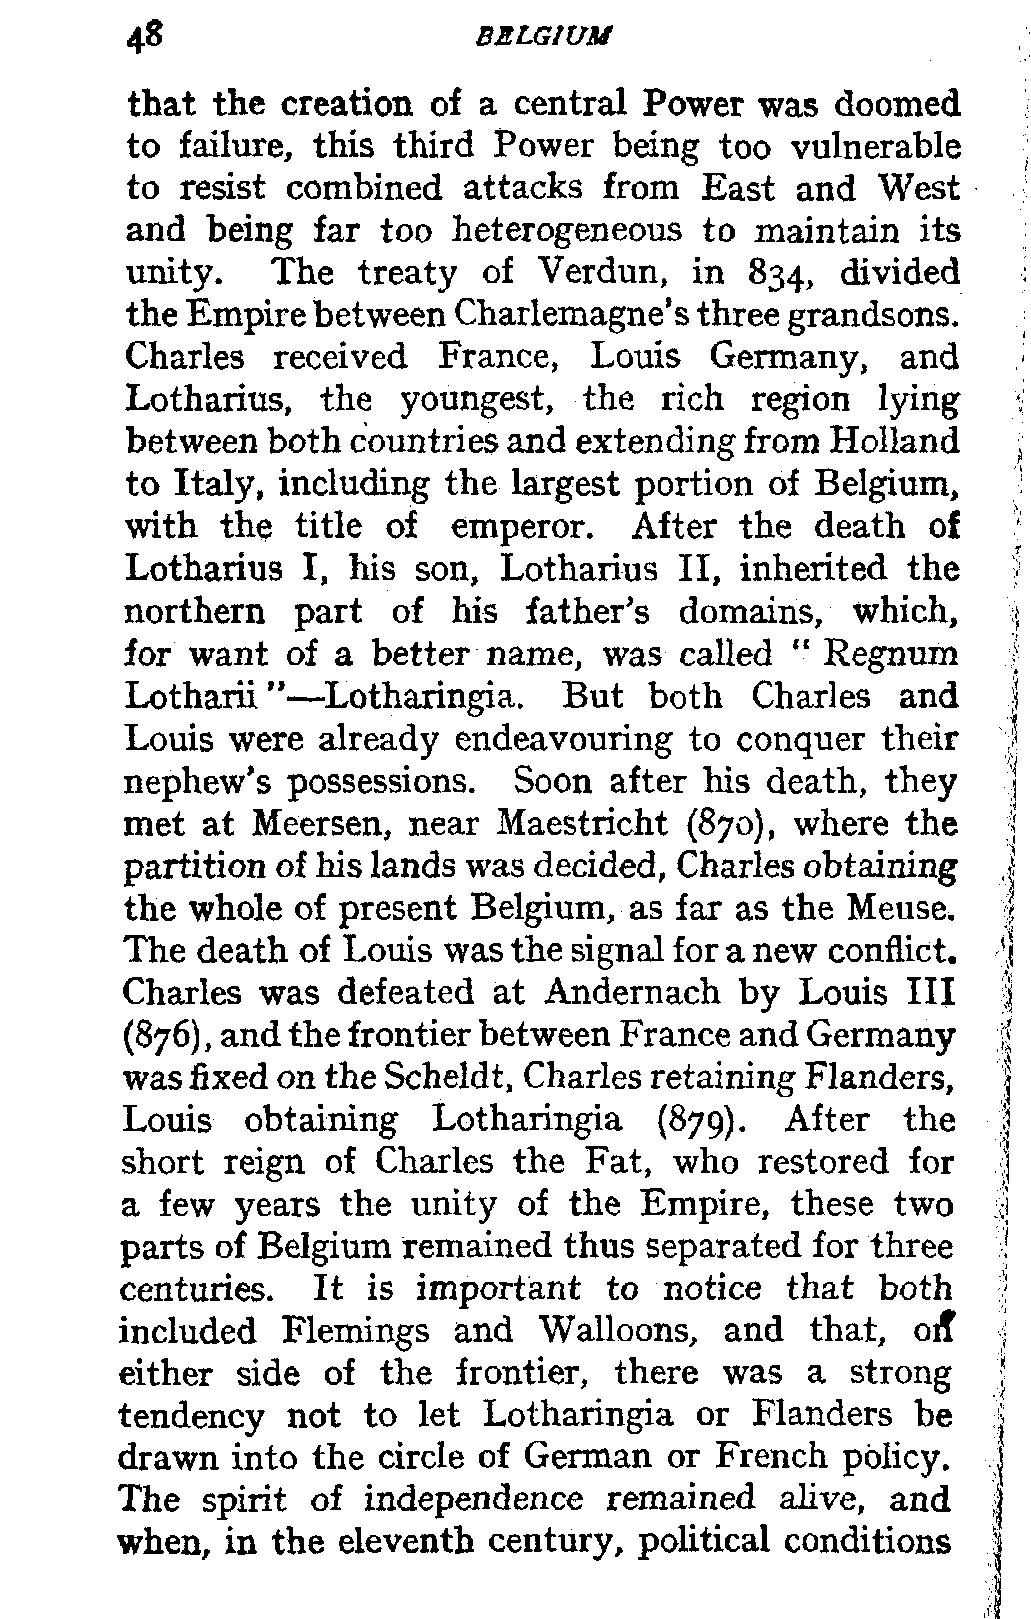 48 BELGIUM
that the creation of a central Power was doomed
to failure, this third Power being too vulnerable
to resist combined attacks from East and West
and being far too heterogeneous to maintain its
unity. The treaty of Verdun, in 834, divided
the Empire between Charlemagne's three grandsons.
Charles received France, Louis Germany, and
Lotharius, the youngest, the rich region lying
between both countries and extending from Holland
to Italy, including the largest portion of Belgium,
with the title of emperor. After the death of
Lotharius I, his son, Lotharius II, inherited the
northern part of his father's domains, which,
for want of a better name, was called " Regnum
Lotharii "—Lotharingia. But both Charles and
Louis were already endeavouring to conquer their
nephew's possessions. Soon after his death, they
met at Meersen, near Maestricht (870), where the
partition of his lands was decided, Charles obtaining
the whole of present Belgium, as far as the Meuse.
The death of Louis was the signal for a new conflict.
Charles was defeated at Andernach by Louis III
(876), and the frontier between France and Germany
was fixed on the Scheldt, Charles retaining Flanders,
Louis obtaining Lotharingia (879). After the
short reign of Charles the Fat, who restored for
a few years the unity of the Empire, these two
parts of Belgium remained thus separated for three
centuries. It is important to notice that both
included Flemings and Walloons, and that, on
either side of the frontier, there was a strong
tendency not to let Lotharingia or Flanders be
drawn into the circle of German or French policy.
The spirit of independence remained alive, and
when, in the eleventh century, political conditions